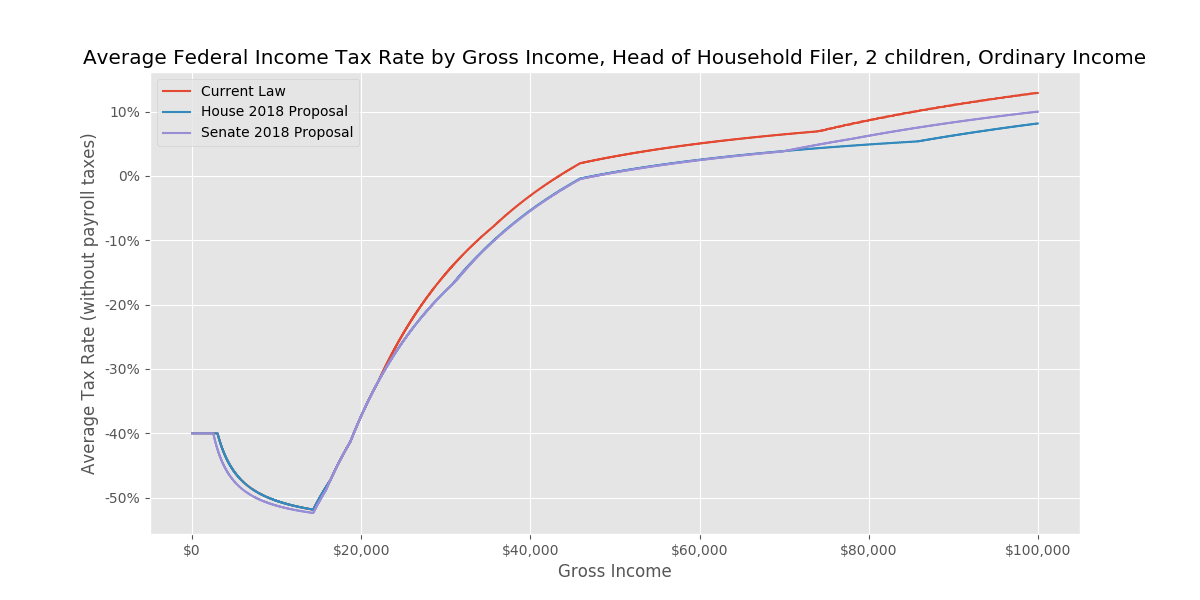 Average Federal Income Tax Rate by Gross Income, Head of Household Filer, 2 children, Ordinary Income
Current Law
House 2018 Proposal
Senate 2018 Proposal
Average Tax Rate (without payroll taxes)
10%
0%
-10%
-20%
-30%
-40%
-50%
$0 $20,000 $40,000 $60,000 $80,000 $100,000
Gross Income